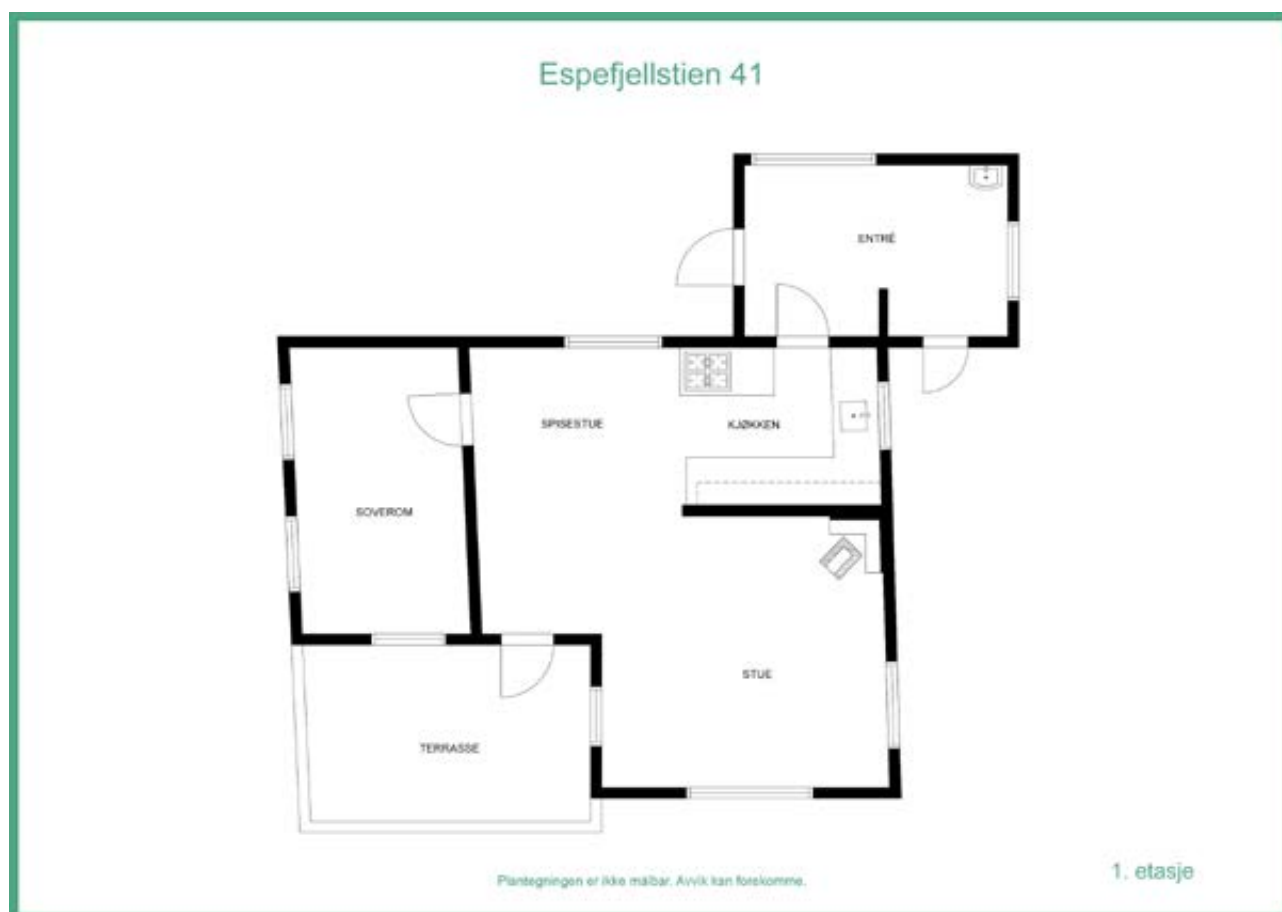 Espefjellstien 41
ENTRÉ
SPISESTUE
KJØKKEN
SOVEROM
STUE
TERRASSE
1. etasje
Plantegningen er ikke målbar. Avvik kan forekomme.